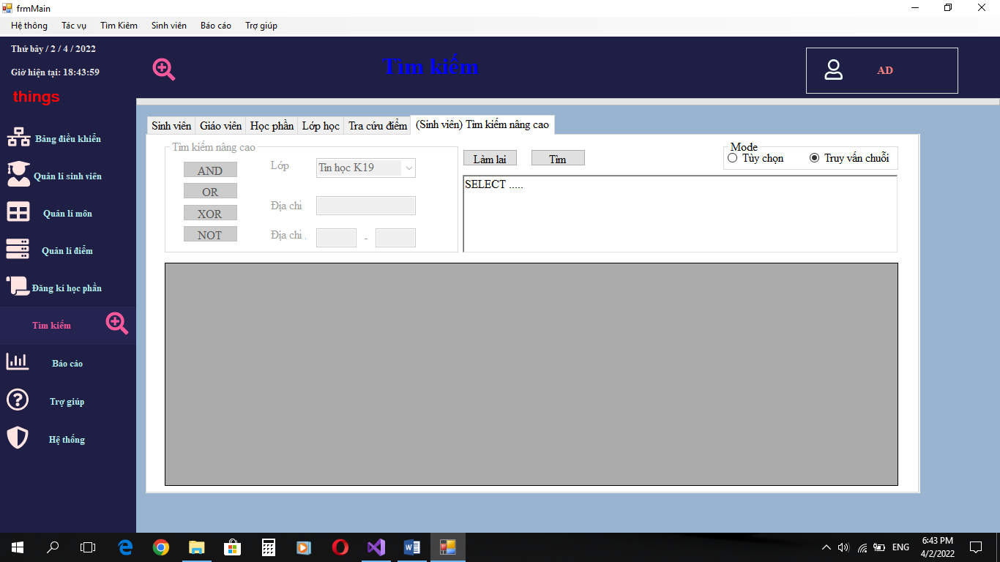 frmMain
Hệ thông Tác vụ Tìm Kiêm Sinh viên Báo cáo Trợ giúp
Thứ bảy / 2 / 4 / 2022
Giờ hiện tại: 18:43:59
things
Tìm kiếm
AD
Bảng điều khiển
Quản lí sinh viên
Quản lí môn
Quản lí điểm
Đăng kí học phần
Tìm kiếm
Báo cáo
Trợ giúp
Hệ thống
Sinh viên Giáo viên Học phần Lớp học Tra cứu điểm (Sinh viên) Tìm kiếm nâng cao
Tìm kiếm nâng cao
AND
OR
XOR
NOT
Lớp Tin học K19
Địa chỉ
Địa chỉ -
Làm lại Tìm
Mode
Tùy chọn Truy vấn chuỗi
SELECT .....
ENG
6:43 PM
4/2/2022